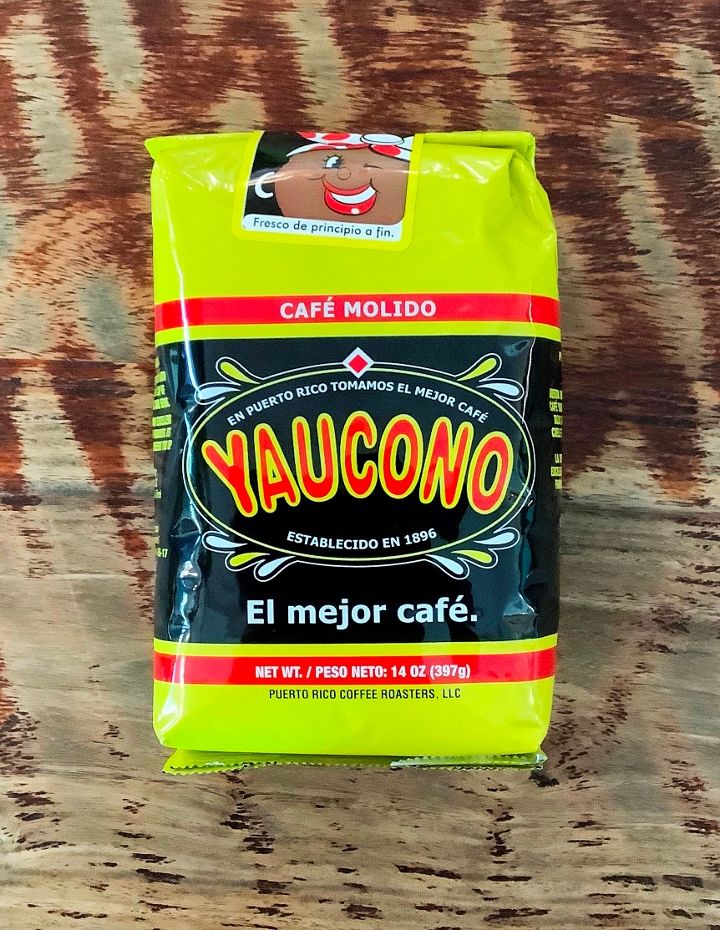 Fresco de principio a fin.
CAFÉ MOLIDO
EN PUERTO RICO TOMAMOS EL MEJOR CAFÉ
YAUCONO
ESTABLECIDO EN 1896
El mejor café.
NET WT. / PESO NETO: 14 OZ (397g)
PUERTO RICO COFFEE ROASTERS, LLC